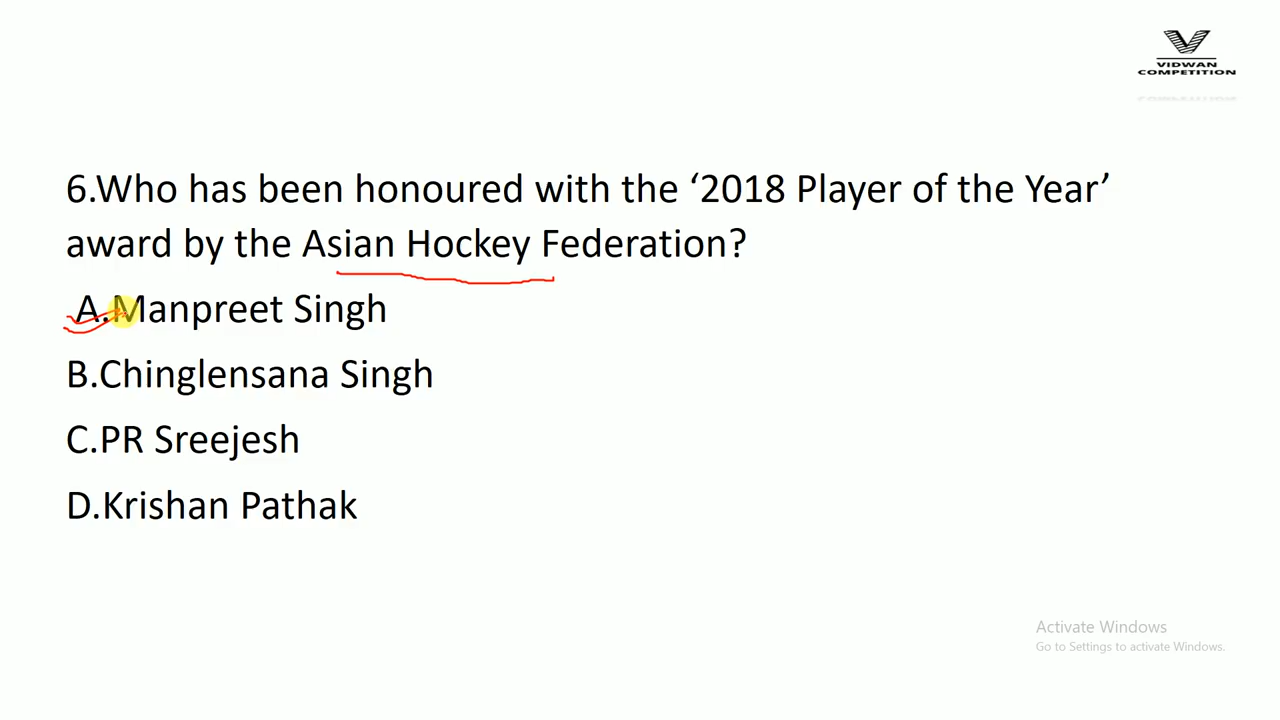 VIDWAN
COMPETITION
6.Who has been honoured with the ‘2018 Player of the Year’
award by the Asian Hockey Federation?
A.Manpreet Singh
B.Chinglensana Singh
C.PR Sreejesh
D.Krishan Pathak
Activate Windows
Go to Settings to activate Windows.